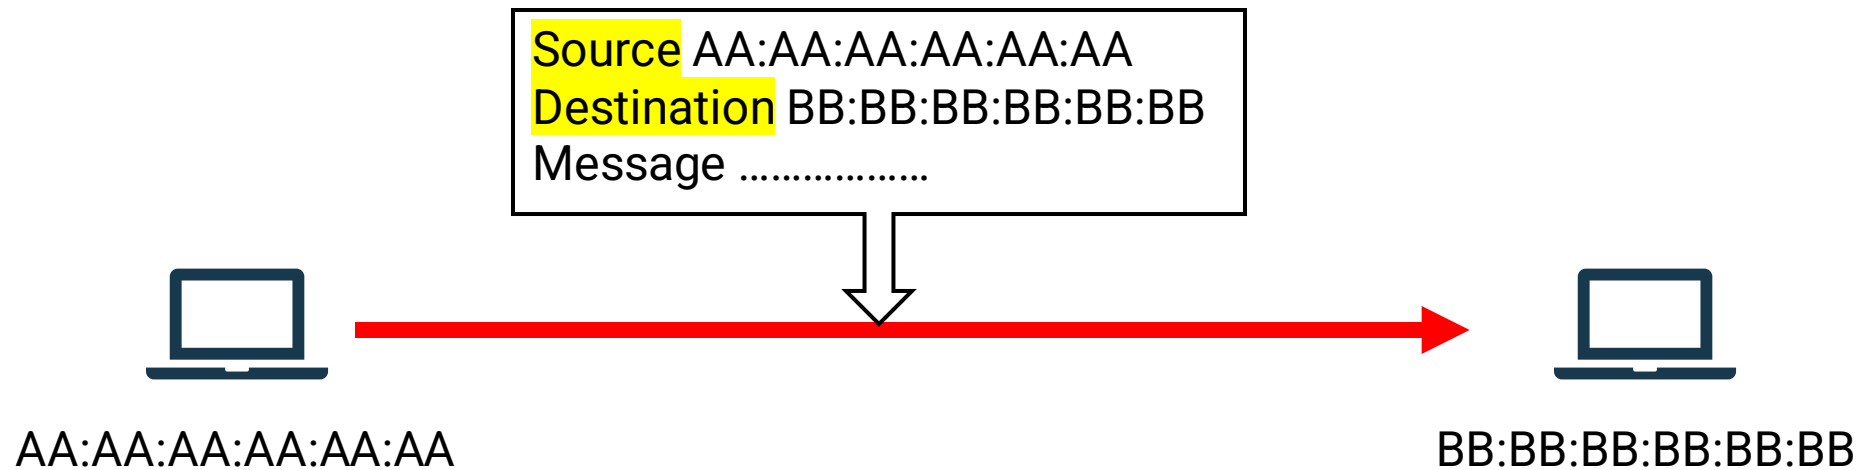 Source AA:AA:AA:AA:AA:AA
Destination BB:BB:BB:BB:BB:BB
Message ………………
AA:AA:AA:AA:AA:AA
BB:BB:BB:BB:BB:BB